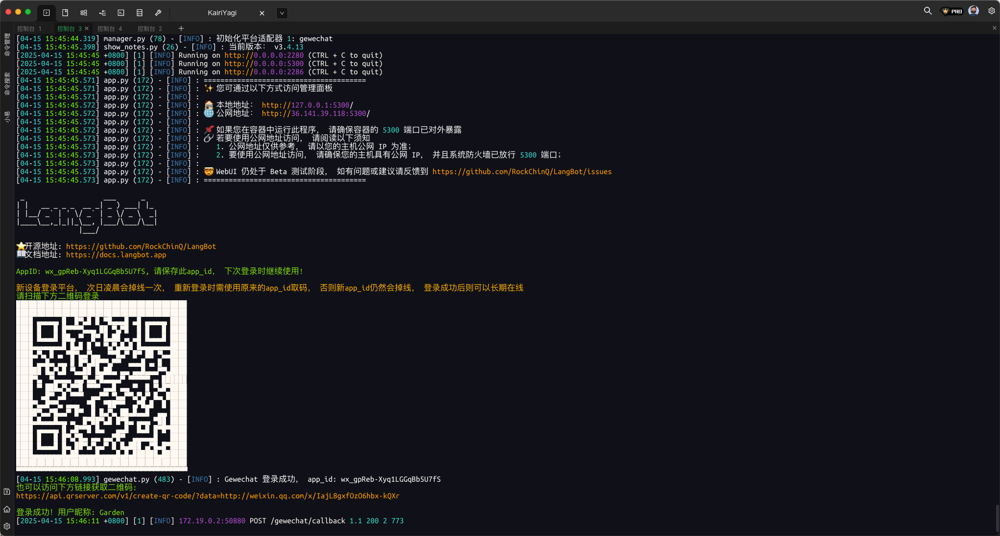 PRO
KairiYagi
控制台 1
控制台 3
控制台 4
控制台 2
命令管理
命令搜索
小易
[04-15 15:45:44.319] manager.py (78) - [INFO] : 初始化平台适配器 1: gewechat
[04-15 15:45:45.398] show_notes.py (26) - [INFO] : 当前版本： v3.4.13
[2025-04-15 15:45:45 +0800] [1] [INFO] Running on http://0.0.0.0:2280 (CTRL + C to quit)
[2025-04-15 15:45:45 +0800] [1] [INFO] Running on http://0.0.0.0:5300 (CTRL + C to quit)
[2025-04-15 15:45:45 +0800] [1] [INFO] Running on http://0.0.0.0:2286 (CTRL + C to quit)
[04-15 15:45:45.571] app.py (172) - [INFO] : =======================================
[04-15 15:45:45.571] app.py (172) - [INFO] : ✨ 您可通过以下方式访问管理面板
[04-15 15:45:45.571] app.py (172) - [INFO] :
[04-15 15:45:45.572] app.py (172) - [INFO] : 🏠 本地地址： http://127.0.0.1:5300/
[04-15 15:45:45.572] app.py (172) - [INFO] : 🌐 公网地址： http://36.141.39.118:5300/
[04-15 15:45:45.572] app.py (172) - [INFO] :
[04-15 15:45:45.572] app.py (172) - [INFO] : 📌 如果您在容器中运行此程序， 请确保容器的 5300 端口已对外暴露
[04-15 15:45:45.573] app.py (172) - [INFO] : 🔗 若要使用公网地址访问， 请阅读以下须知
[04-15 15:45:45.573] app.py (172) - [INFO] : 1. 公网地址仅供参考， 请以您的主机公网 IP 为准；
[04-15 15:45:45.573] app.py (172) - [INFO] : 2. 要使用公网地址访问， 请确保您的主机具有公网 IP， 并且系统防火墙已放行 5300 端口；
[04-15 15:45:45.573] app.py (172) - [INFO] :
[04-15 15:45:45.573] app.py (172) - [INFO] : 🤯 WebUI 仍处于 Beta 测试阶段， 如有问题或建议请反馈到 https://github.com/RockChinQ/LangBot/issues
[04-15 15:45:45.573] app.py (172) - [INFO] : =======================================
LangBot
⭐开源地址: https://github.com/RockChinQ/LangBot
📖文档地址: https://docs.langbot.app
AppID: wx_gpReb-Xyq1LGGqBb5U7fS, 请保存此app_id， 下次登录时继续使用!
新设备登录平台， 次日凌晨会掉线一次， 重新登录时需使用原来的app_id取码， 否则新app_id仍然会掉线， 登录成功后则可以长期在线
请扫描下方二维码登录
[04-15 15:46:08.993] gewechat.py (483) - [INFO] : Gewechat 登录成功， app_id: wx_gpReb-Xyq1LGGqBb5U7fS
也可以访问下方链接获取二维码:
https://api.qrserver.com/v1/create-qr-code/?data=http://weixin.qq.com/x/IajL8gxfOzO6hbx-kQXr
登录成功! 用户昵称: Garden
[2025-04-15 15:46:11 +0800] [1] [INFO] 172.19.0.2:50880 POST /gewechat/callback 1.1 200 2 773